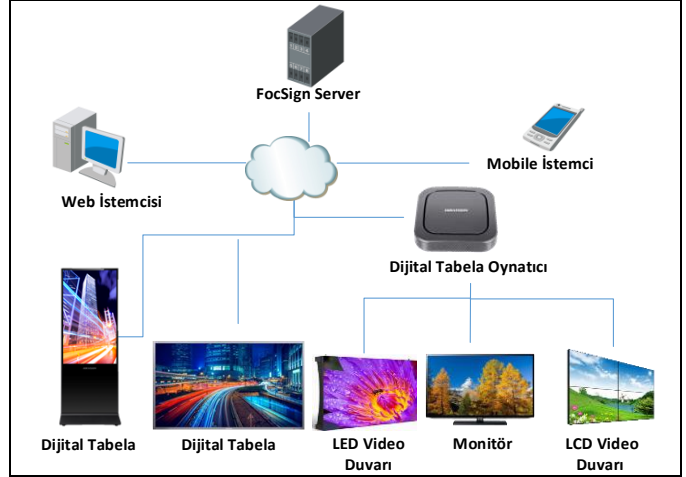 FocSign Server
Web İstemcisi
Mobile İstemci
HIKVISION
Dijital Tabela Oynatıcı
Dijital Tabela
Dijital Tabela
LED Video
Duvarı
Monitör
LCD Video
Duvarı